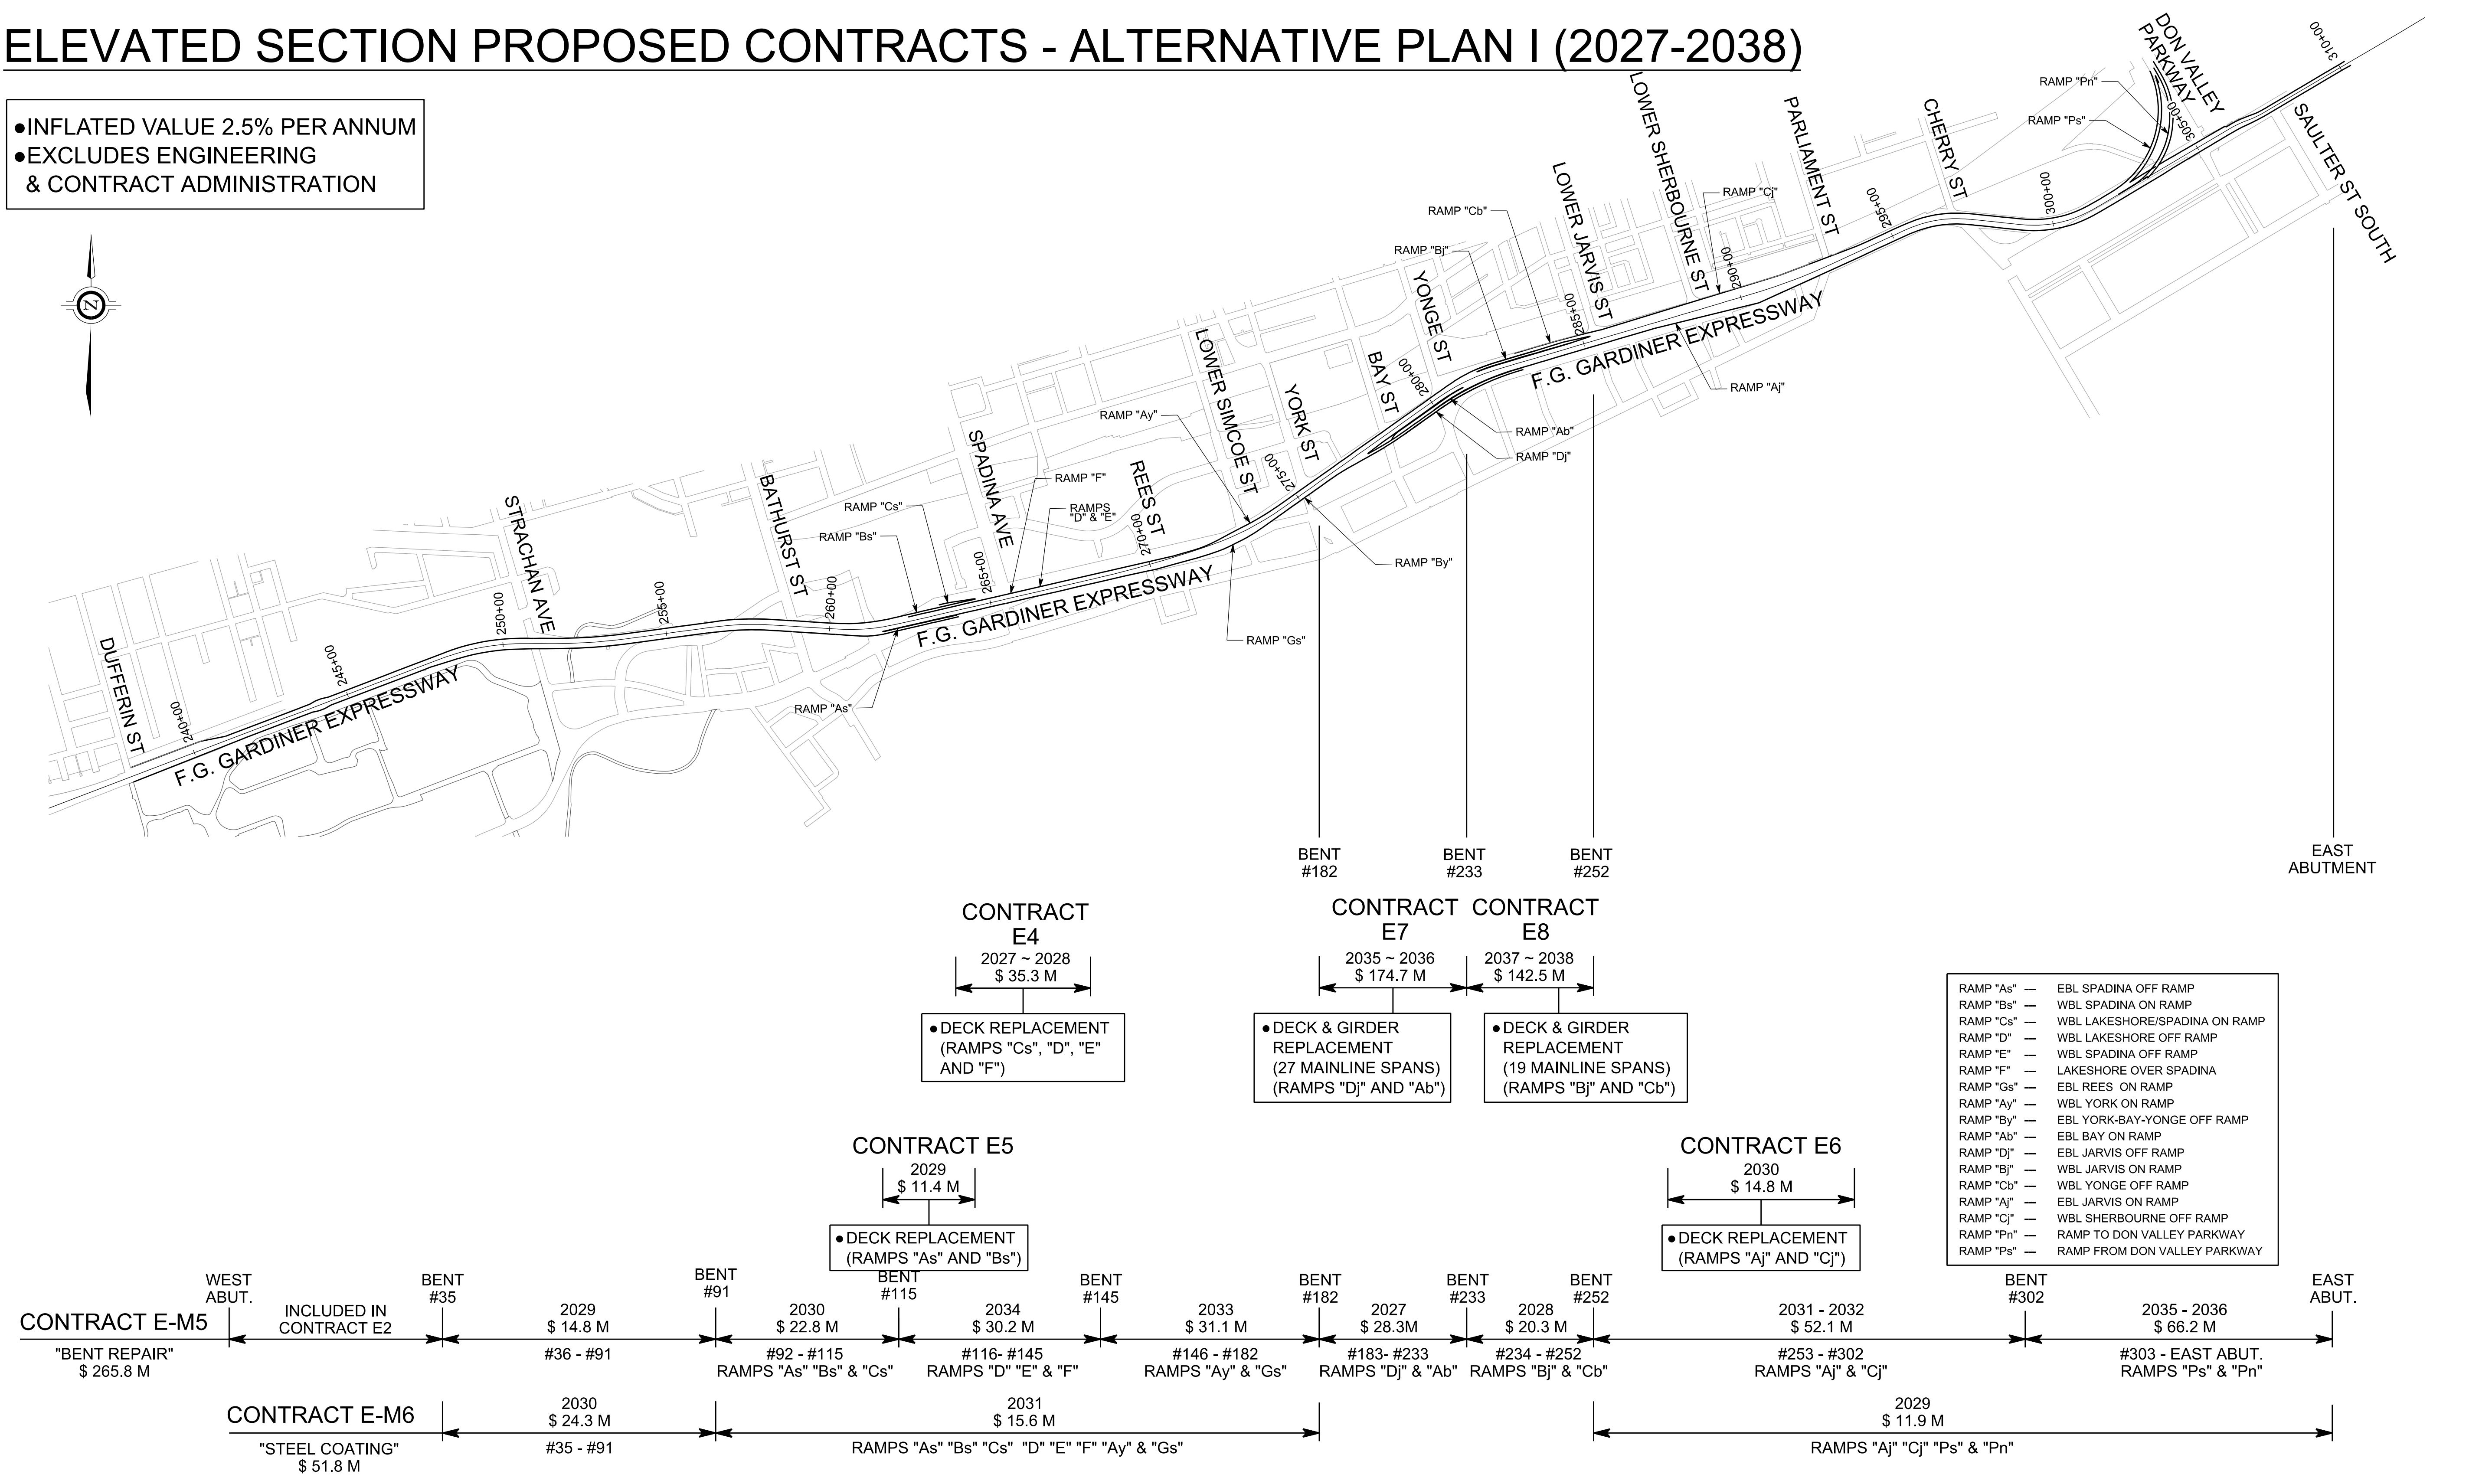 ELEVATED SECTION PROPOSED CONTRACTS - ALTERNATIVE PLAN I (2027-2038)
●INFLATED VALUE 2.5% PER ANNUM
●EXCLUDES ENGINEERING
& CONTRACT ADMINISTRATION
N
DUFFERIN ST
STRACHAN AVE
BATHURST ST
SPADINA AVE
REES ST
LOWER SIMCOE ST
YORK ST
BAY ST
YONGE ST
LOWER JARVIS ST
LOWER SHERBOURNE ST
PARLIAMENT ST
CHERRY ST
DON VALLEY
PARKWAY
SAULTER ST SOUTH
F.G. GARDINER EXPRESSWAY
F.G. GARDINER EXPRESSWAY
F.G. GARDINER EXPRESSWAY
240+00
245+00
250+00
255+00
260+00
265+00
270+00
275+00
280+00
285+00
290+00
295+00
300+00
305+00
310+00
RAMP "As"
RAMP "Bs"
RAMP "Cs"
RAMP "F"
RAMPS
"D" & "E"
RAMP "Ay"
RAMP "Gs"
RAMP "By"
RAMP "Bj"
RAMP "Cb"
RAMP "Ab"
RAMP "Dj"
RAMP "Cj"
RAMP "Aj"
RAMP "Pn"
RAMP "Ps"
BENT
#182
BENT
#233
BENT
#252
EAST
ABUTMENT
CONTRACT
E4
2027 ~ 2028
$ 35.3 M
●DECK REPLACEMENT
(RAMPS "Cs", "D", "E"
AND "F")
CONTRACT
E7
2035 ~ 2036
$ 174.7 M
●DECK & GIRDER
REPLACEMENT
(27 MAINLINE SPANS)
(RAMPS "Dj" AND "Ab")
CONTRACT
E8
2037 ~ 2038
$ 142.5 M
●DECK & GIRDER
REPLACEMENT
(19 MAINLINE SPANS)
(RAMPS "Bj" AND "Cb")
RAMP "As" --- EBL SPADINA OFF RAMP
RAMP "Bs" --- WBL SPADINA ON RAMP
RAMP "Cs" --- WBL LAKESHORE/SPADINA ON RAMP
RAMP "D" --- WBL LAKESHORE OFF RAMP
RAMP "E" --- WBL SPADINA OFF RAMP
RAMP "F" --- LAKESHORE OVER SPADINA
RAMP "Gs" --- EBL REES ON RAMP
RAMP "Ay" --- WBL YORK ON RAMP
RAMP "By" --- EBL YORK-BAY-YONGE OFF RAMP
RAMP "Ab" --- EBL BAY ON RAMP
RAMP "Dj" --- EBL JARVIS OFF RAMP
RAMP "Bj" --- WBL JARVIS ON RAMP
RAMP "Cb" --- WBL YONGE OFF RAMP
RAMP "Aj" --- EBL JARVIS ON RAMP
RAMP "Cj" --- WBL SHERBOURNE OFF RAMP
RAMP "Pn" --- RAMP TO DON VALLEY PARKWAY
RAMP "Ps" --- RAMP FROM DON VALLEY PARKWAY
CONTRACT E5
2029
$ 11.4 M
●DECK REPLACEMENT
(RAMPS "As" AND "Bs")
CONTRACT E6
2030
$ 14.8 M
●DECK REPLACEMENT
(RAMPS "Aj" AND "Cj")
CONTRACT E-M5
"BENT REPAIR"
$ 265.8 M
WEST
ABUT.
INCLUDED IN
CONTRACT E2
BENT
#35
2029
$ 14.8 M
#36 - #91
BENT
#91
2030
$ 22.8 M
#92 - #115
RAMPS "As" "Bs" & "Cs"
BENT
#115
2034
$ 30.2 M
#116- #145
RAMPS "D" "E" & "F"
BENT
#145
2033
$ 31.1 M
#146 - #182
RAMPS "Ay" & "Gs"
BENT
#182
2027
$ 28.3M
#183- #233
RAMPS "Dj" & "Ab"
BENT
#233
2028
$ 20.3 M
#234 - #252
RAMPS "Bj" & "Cb"
BENT
#252
2031 - 2032
$ 52.1 M
#253 - #302
RAMPS "Aj" & "Cj"
BENT
#302
2035 - 2036
$ 66.2 M
#303 - EAST ABUT.
RAMPS "Ps" & "Pn"
EAST
ABUT.
CONTRACT E-M6
"STEEL COATING"
$ 51.8 M
2030
$ 24.3 M
#35 - #91
2031
$ 15.6 M
RAMPS "As" "Bs" "Cs" "D" "E" "F" "Ay" & "Gs"
2029
$ 11.9 M
RAMPS "Aj" "Cj" "Ps" & "Pn"